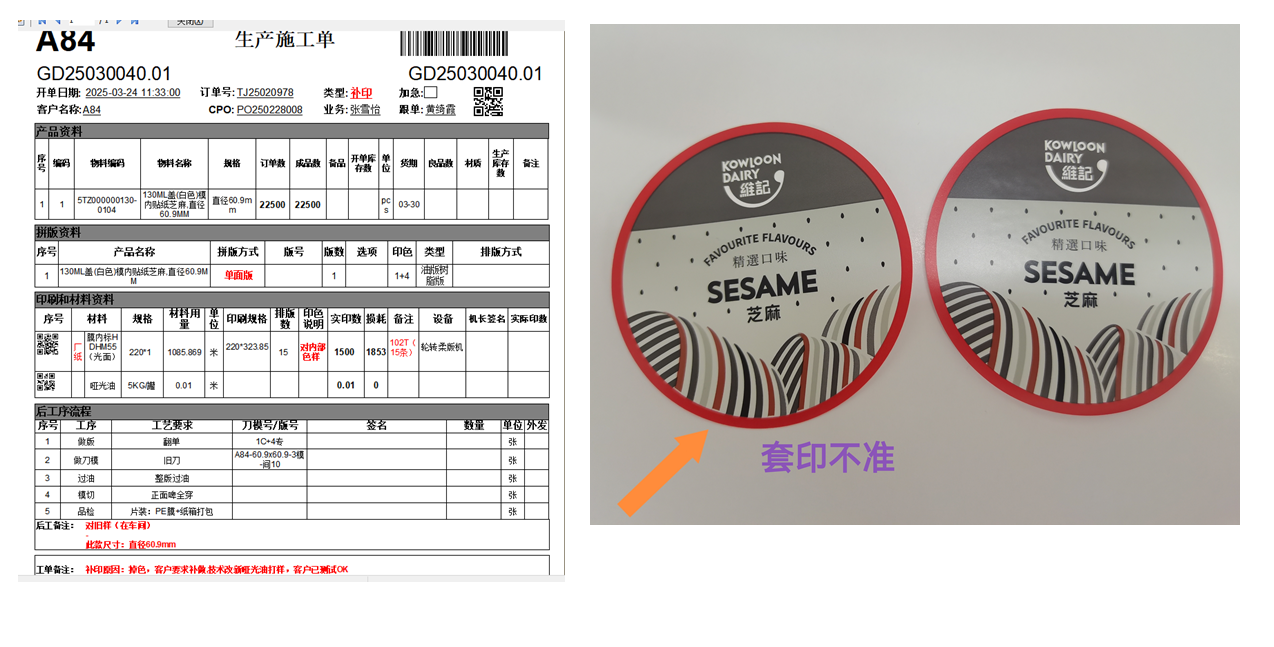 1 /1 关闭(C)
A84 生产施工单
GD25030040.01 GD25030040.01
开单日期: 2025-03-24 11:33:00 订单号: TJ25020978 类型: 补印 加急:
客户名称:A84 CPO: PO250228008 业务: 张雪怡 跟单: 黄绮霞
产品资料
序号 编码 物料编码 物料名称 规格 订单数 成品数 备品 开单库存数 单位 货期 良品数 材质 生产库存数 备注
1 1 5TZ000000130-0104 130ML盖(白色)模内贴纸芝麻,直径60.9MM 直径60.9mm 22500 22500 pcs 03-30
拼版资料
序号 产品名称 拼版方式 版号 版数 选项 印色 类型 排版方式
1 130ML盖(白色)模内贴纸芝麻,直径60.9MM 单面版 1 1+4 油版树脂版
印刷和材料资料
序号 材料 规格 材料用量 单位 印刷规格 排版数 印色说明 实印数 损耗 备注 设备 机长签名 实际印数
厂纸 膜内标HDHM55（光面） 220*1 1085.869 米 220*323.85 15 对内部色样 1500 1853 102T（15条） 轮转柔版机
哑光油 5KG/罐 0.01 米 0.01 0
后工序流程
序号 工序 工艺要求 刀模号/版号 签名 数量 单位 外发
1 做版 翻单 1C+4专 张
2 做刀模 旧刀 A84-60.9x60.9-3模-间10 张
3 过油 整版过油 张
4 模切 正面啤全穿 张
5 品检 片装：PE膜+纸箱打包 张
后工备注： 对旧样（在车间）
此款尺寸：直径60.9mm
工单备注： 补印原因：掉色，客户要求补做,技术改新哑光油打样，客户已测试OK
KOWLOON
DAIRY
維記
FAVOURITE FLAVOURS
精選口味
SESAME
芝麻
KOWLOON
DAIRY
維記
FAVOURITE FLAVOURS
精選口味
SESAME
芝麻
套印不准